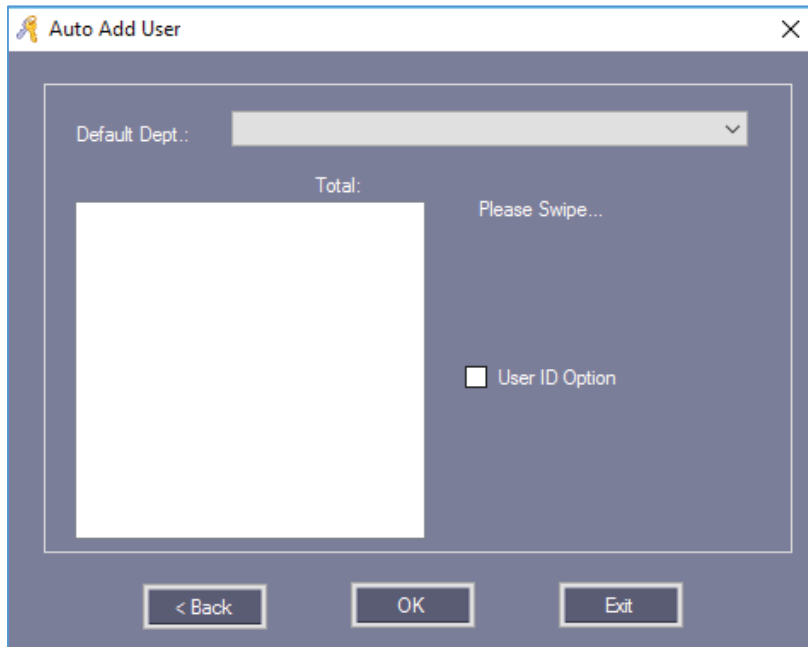 Auto Add User
Default Dept.:
Total:
Please Swipe...
User ID Option
< Back
OK
Exit